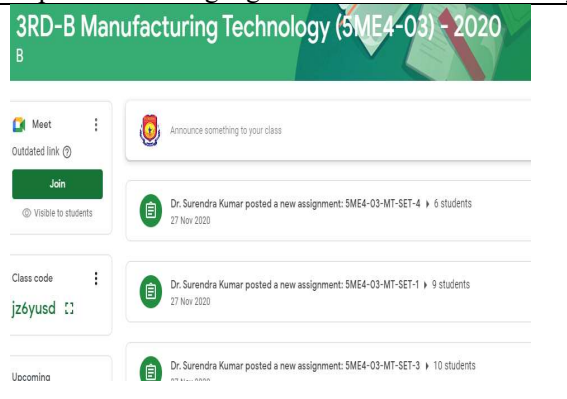 3RD-B Manufacturing Technology (5ME4-03) - 2020
B
Meet
Outdated link
Join
Visible to students
Class code
jz6yusd
Upcoming
Announce something to your class
Dr. Surendra Kumar posted a new assignment: 5ME4-03-MT-SET-4 6 students
27 Nov 2020
Dr. Surendra Kumar posted a new assignment: 5ME4-03-MT-SET-1 9 students
27 Nov 2020
Dr. Surendra Kumar posted a new assignment: 5ME4-03-MT-SET-3 10 students
27 Nov 2020